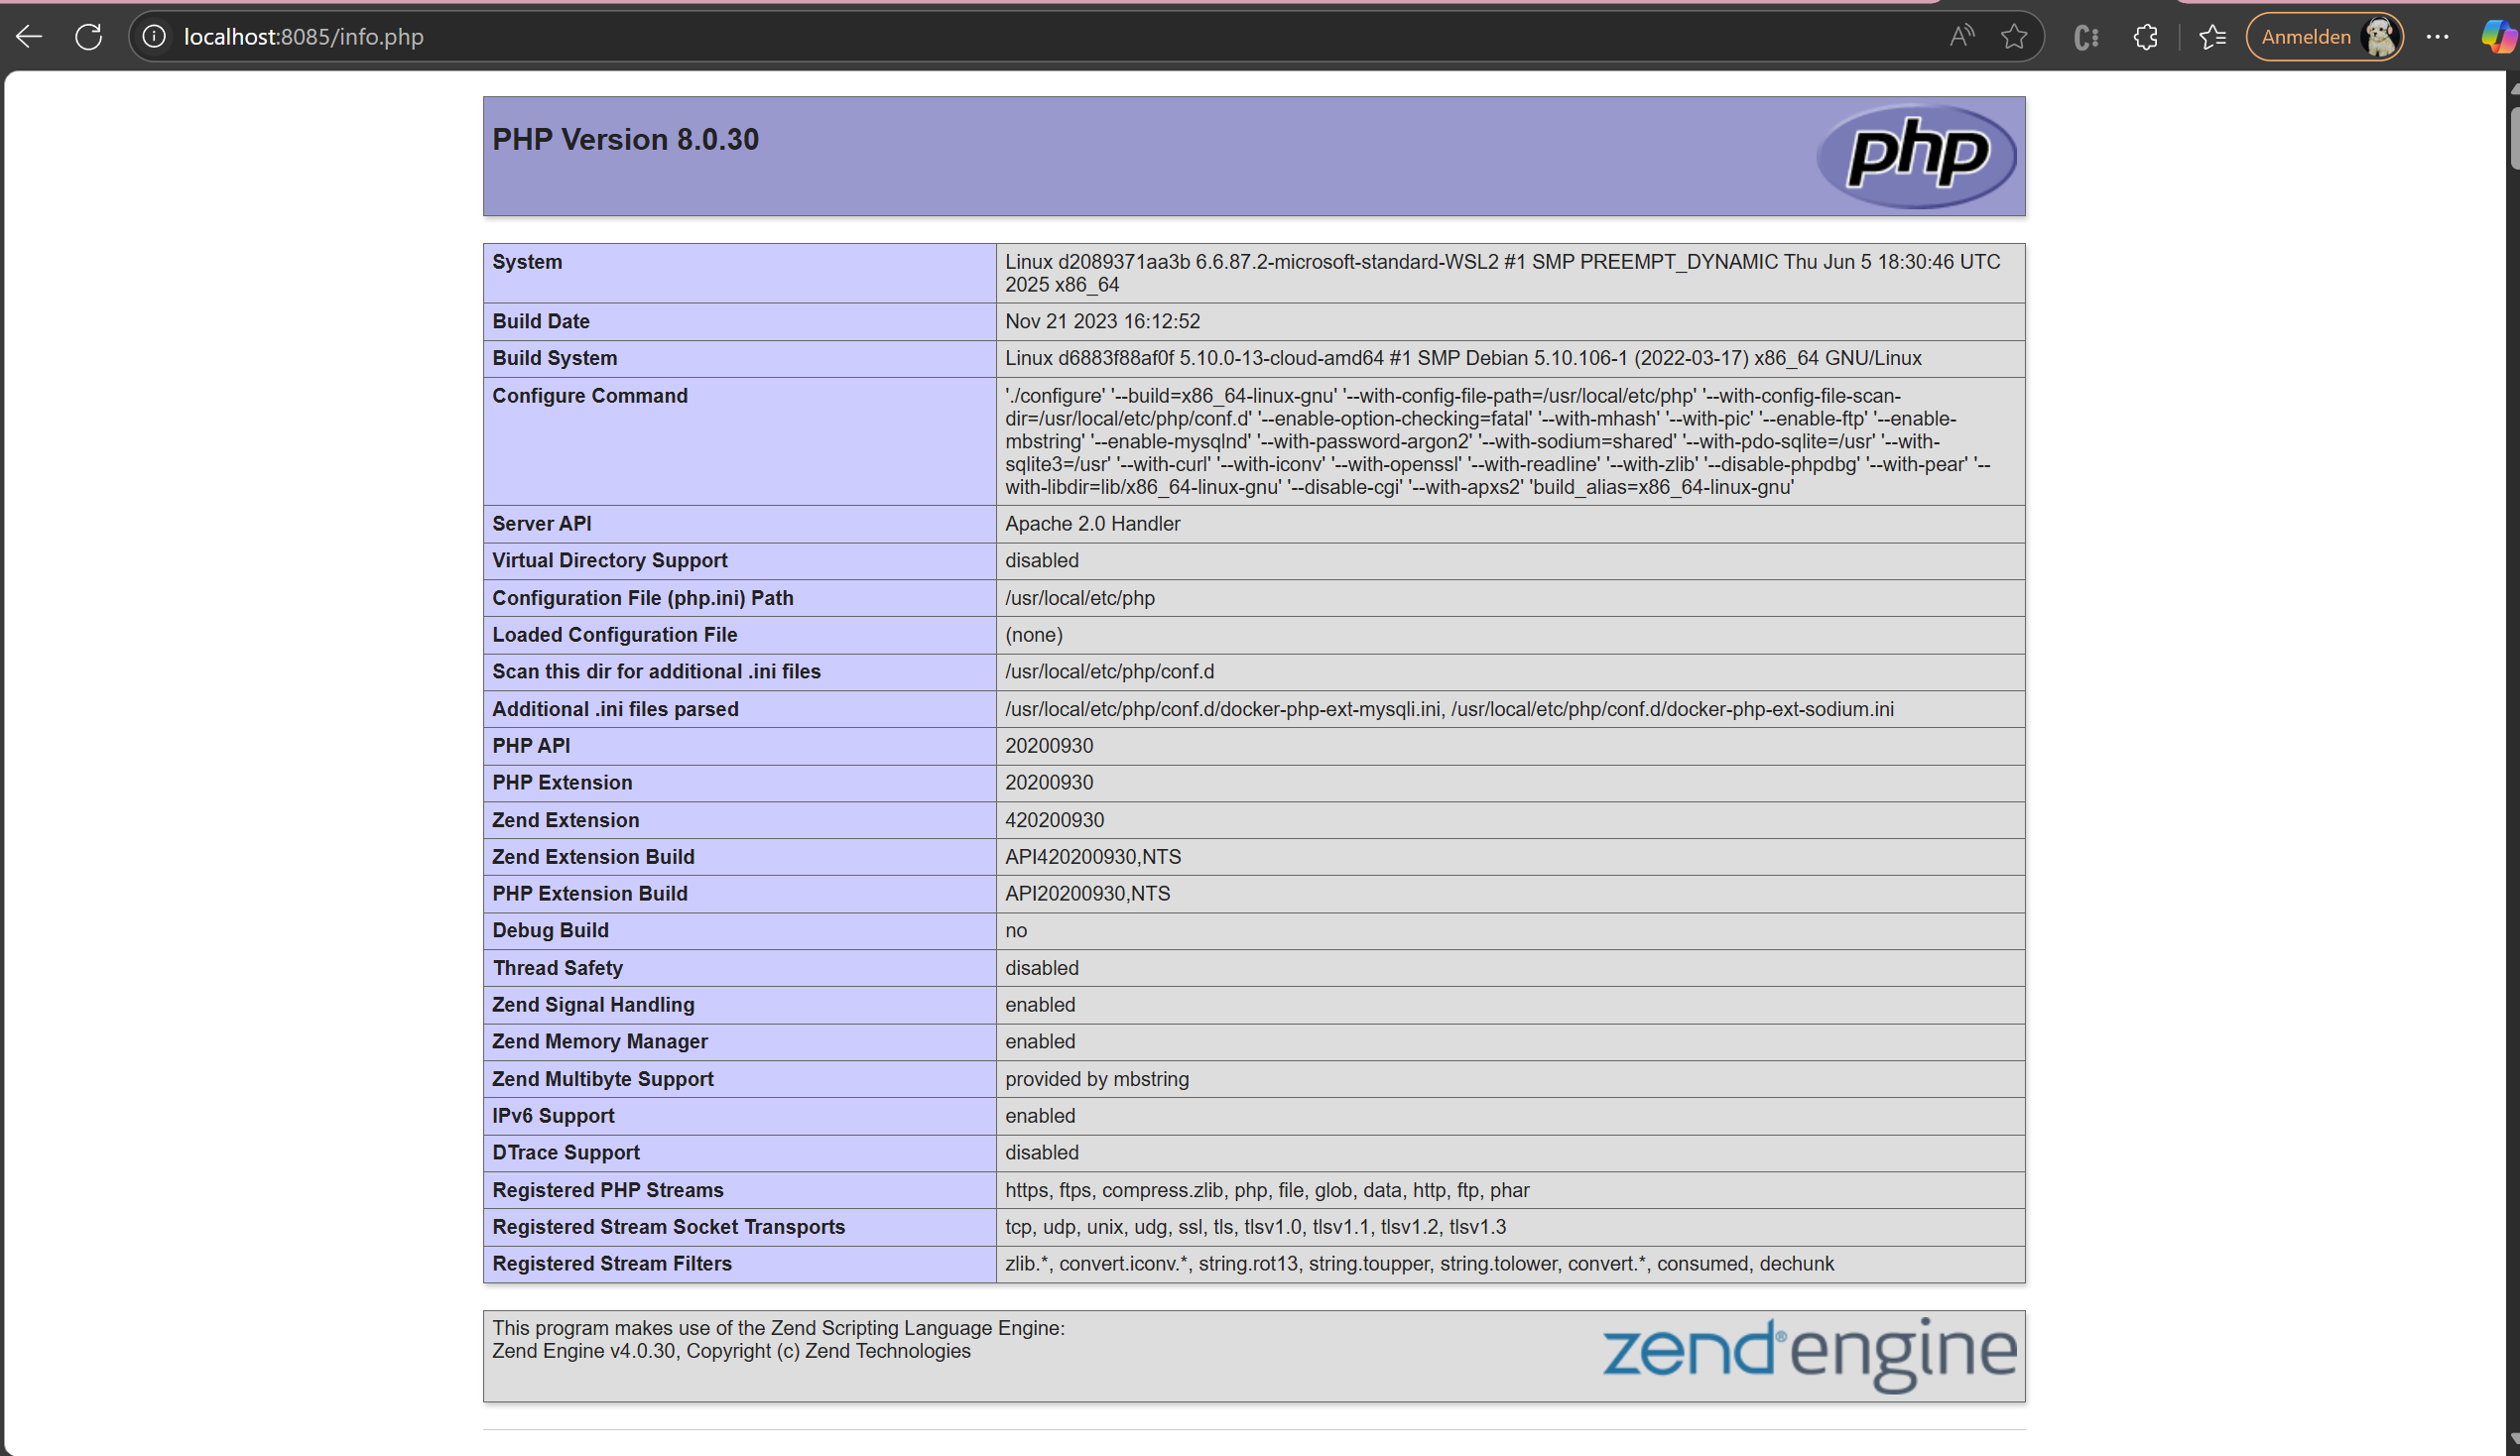 localhost:8085/info.php
Anmelden
PHP Version 8.0.30
php
System
Linux d2089371aa3b 6.6.87.2-microsoft-standard-WSL2 #1 SMP PREEMPT_DYNAMIC Thu Jun 5 18:30:46 UTC
2025 x86_64
Build Date
Nov 21 2023 16:12:52
Build System
Linux d6883f88af0f 5.10.0-13-cloud-amd64 #1 SMP Debian 5.10.106-1 (2022-03-17) x86_64 GNU/Linux
Configure Command
'./configure' '--build=x86_64-linux-gnu' '--with-config-file-path=/usr/local/etc/php' '--with-config-file-scan-
dir=/usr/local/etc/php/conf.d' '--enable-option-checking=fatal' '--with-mhash' '--with-pic' '--enable-ftp' '--enable-
mbstring' '--enable-mysqlnd' '--with-password-argon2' '--with-sodium=shared' '--with-pdo-sqlite=/usr' '--with-
sqlite3=/usr' '--with-curl' '--with-iconv' '--with-openssl' '--with-readline' '--with-zlib' '--disable-phpdbg' '--with-pear' '--
with-libdir=lib/x86_64-linux-gnu' '--disable-cgi' '--with-apxs2' 'build_alias=x86_64-linux-gnu'
Server API
Apache 2.0 Handler
Virtual Directory Support
disabled
Configuration File (php.ini) Path
/usr/local/etc/php
Loaded Configuration File
(none)
Scan this dir for additional .ini files
/usr/local/etc/php/conf.d
Additional .ini files parsed
/usr/local/etc/php/conf.d/docker-php-ext-mysqli.ini, /usr/local/etc/php/conf.d/docker-php-ext-sodium.ini
PHP API
20200930
PHP Extension
20200930
Zend Extension
420200930
Zend Extension Build
API420200930,NTS
PHP Extension Build
API20200930,NTS
Debug Build
no
Thread Safety
disabled
Zend Signal Handling
enabled
Zend Memory Manager
enabled
Zend Multibyte Support
provided by mbstring
IPv6 Support
enabled
DTrace Support
disabled
Registered PHP Streams
https, ftps, compress.zlib, php, file, glob, data, http, ftp, phar
Registered Stream Socket Transports
tcp, udp, unix, udg, ssl, tls, tlsv1.0, tlsv1.1, tlsv1.2, tlsv1.3
Registered Stream Filters
zlib.*, convert.iconv.*, string.rot13, string.toupper, string.tolower, convert.*, consumed, dechunk
This program makes use of the Zend Scripting Language Engine:
Zend Engine v4.0.30, Copyright (c) Zend Technologies
zend® engine